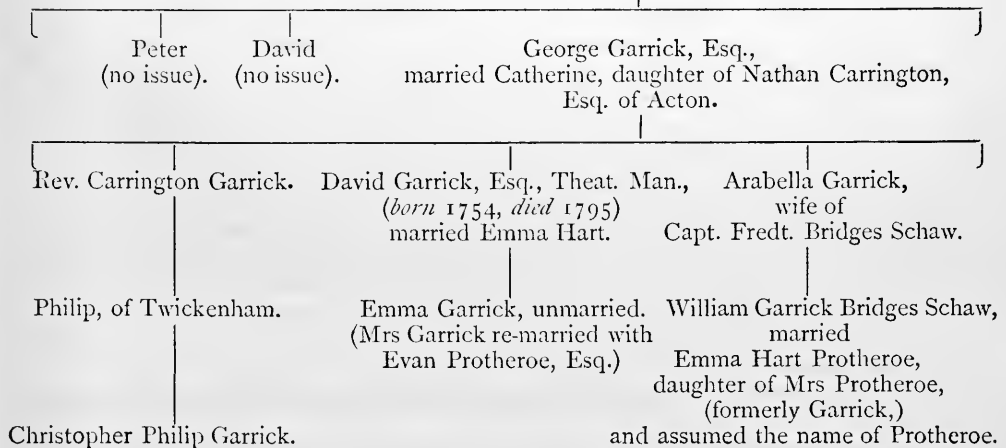 Peter
(no issue).
David
(no issue).
George Garrick, Esq.,
married Catherine, daughter of Nathan Carrington,
Esq. of Acton.
Rev. Carrington Garrick.
David Garrick, Esq., Theat. Man.,
(born 1754, died 1795)
married Emma Hart.
Arabella Garrick,
wife of
Capt. Fredt. Bridges Schaw.
Philip, of Twickenham.
Emma Garrick, unmarried.
(Mrs Garrick re-married with
Evan Protheroe, Esq.)
William Garrick Bridges Schaw,
married
Emma Hart Protheroe,
daughter of Mrs Protheroe,
(formerly Garrick,)
and assumed the name of Protheroe.
Christopher Philip Garrick.